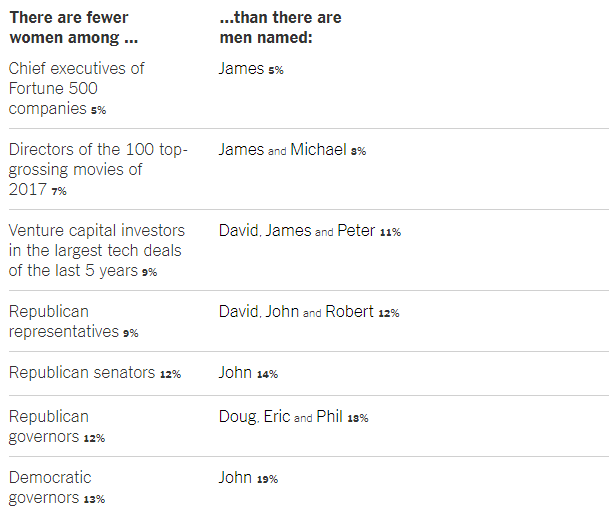 There are fewer ...than there are
women among ... men named:
Chief executives of James 5%
Fortune 500
companies 5%
Directors of the 100 top- James and Michael 8%
grossing movies of
2017 7%
Venture capital investors David, James and Peter 11%
in the largest tech deals
of the last 5 years 9%
Republican David, John and Robert 12%
representatives 9%
Republican senators 12% John 14%
Republican Doug, Eric and Phil 18%
governors 12%
Democratic John 19%
governors 13%